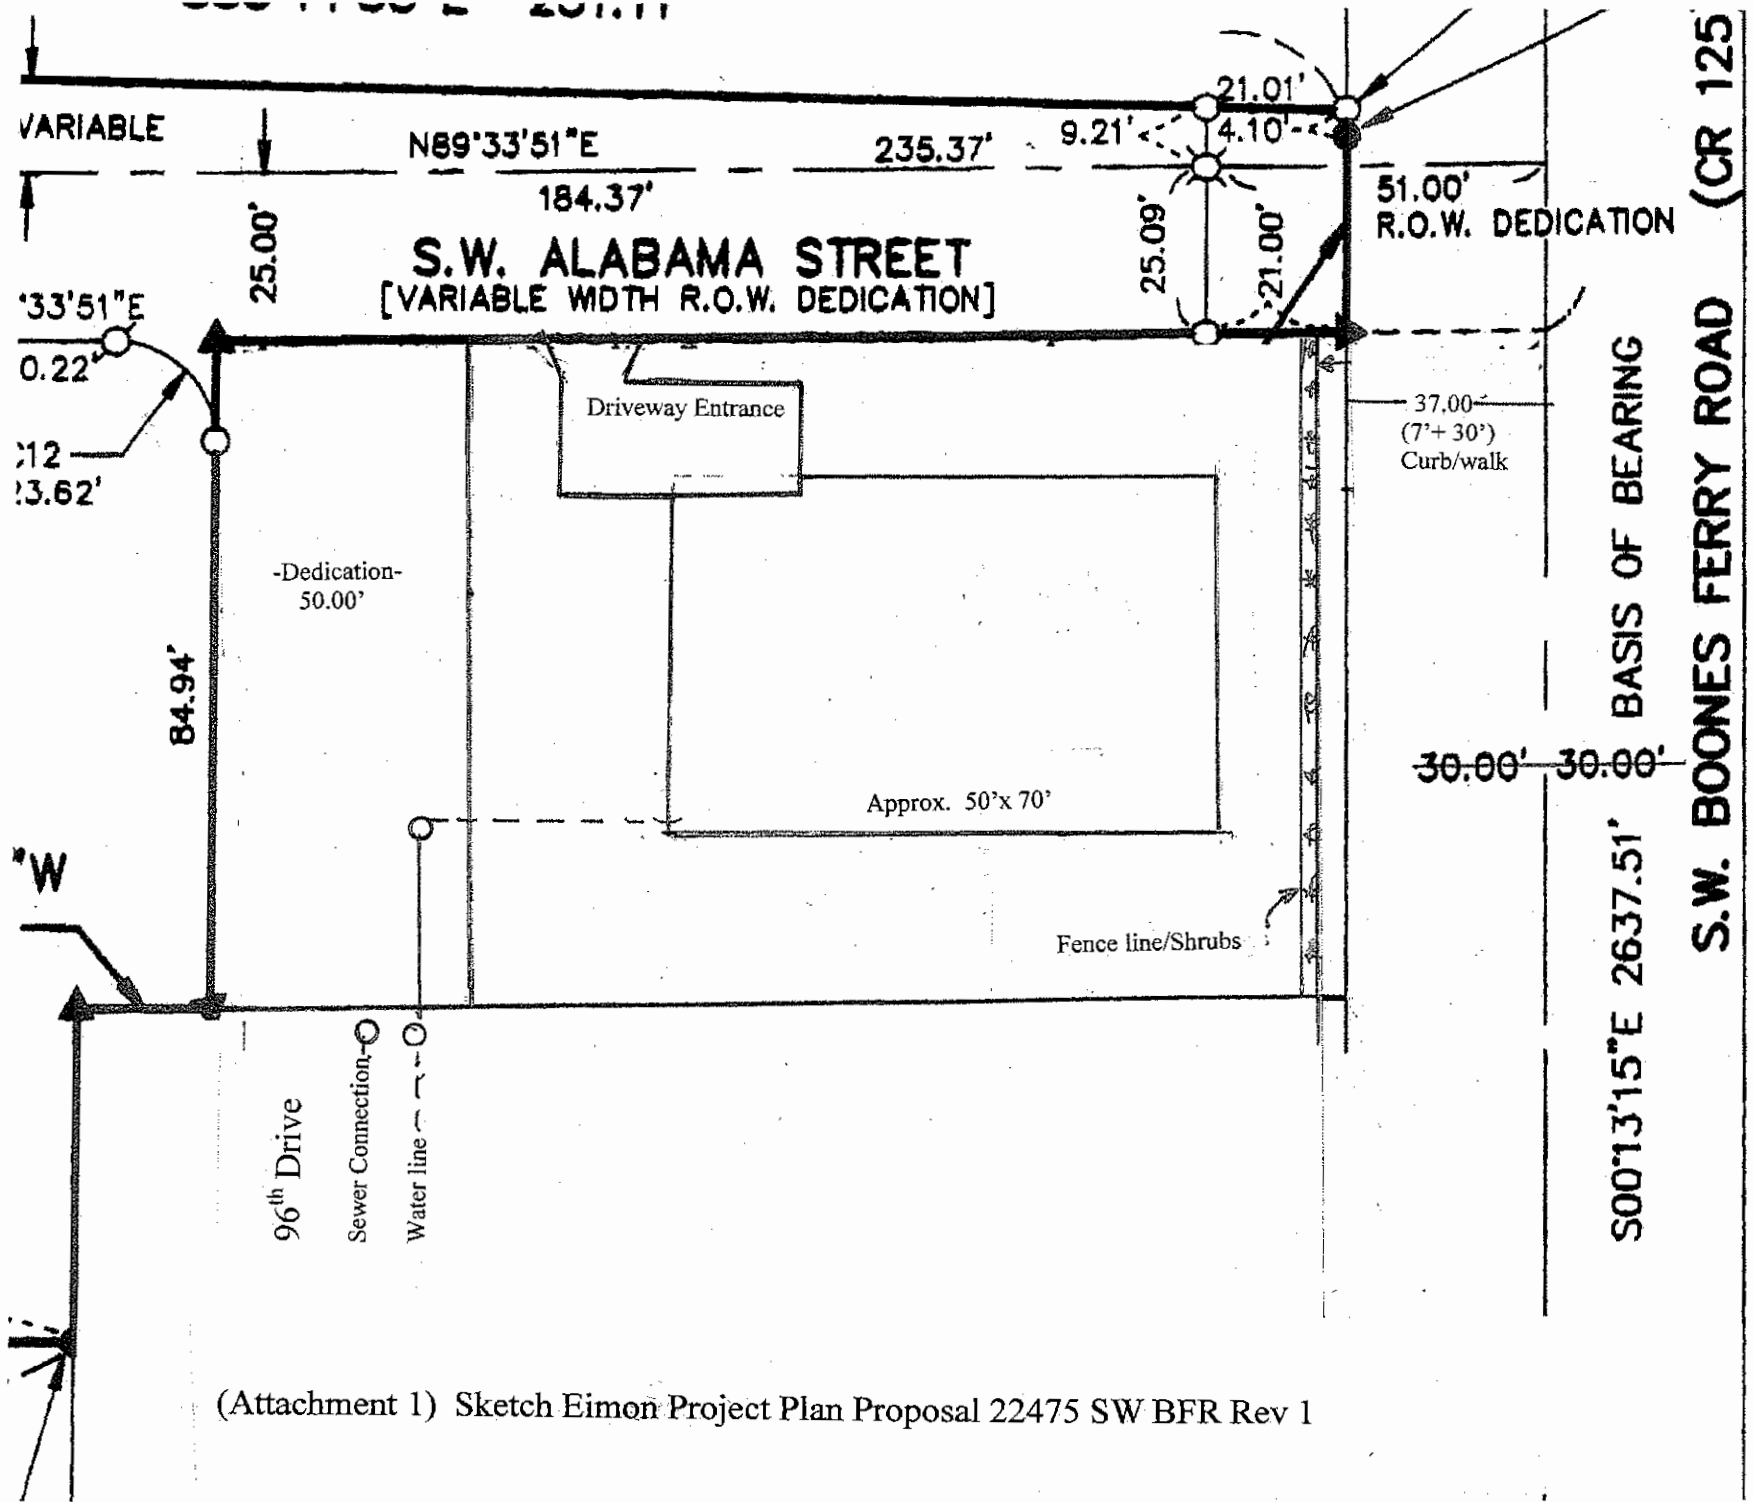 VARIABLE
N89°33'51"E
235.37'
184.37'
21.01'
9.21'
4.10'
25.00'
25.09'
21.00'
51.00'
R.O.W. DEDICATION
S.W. ALABAMA STREET
[VARIABLE WIDTH R.O.W. DEDICATION]
°33'51"E
0.22'
C12
23.62'
Driveway Entrance
37.00
(7'+ 30')
Curb/walk
-Dedication-
50.00'
84.94'
Approx. 50'x 70'
Fence line/Shrubs
"W
30.00' 30.00'
S00°13'15"E 2637.51' BASIS OF BEARING
S.W. BOONES FERRY ROAD (CR 125
96th Drive
Sewer Connection
Water line
(Attachment 1) Sketch Eimon Project Plan Proposal 22475 SW BFR Rev 1